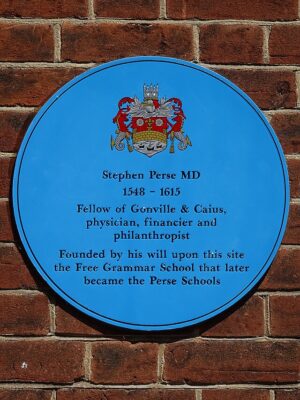 Stephen Perse MD
1548 – 1615
Fellow of Gonville & Caius,
physician, financier and
philanthropist
Founded by his will upon this site
the Free Grammar School that later
became the Perse Schools